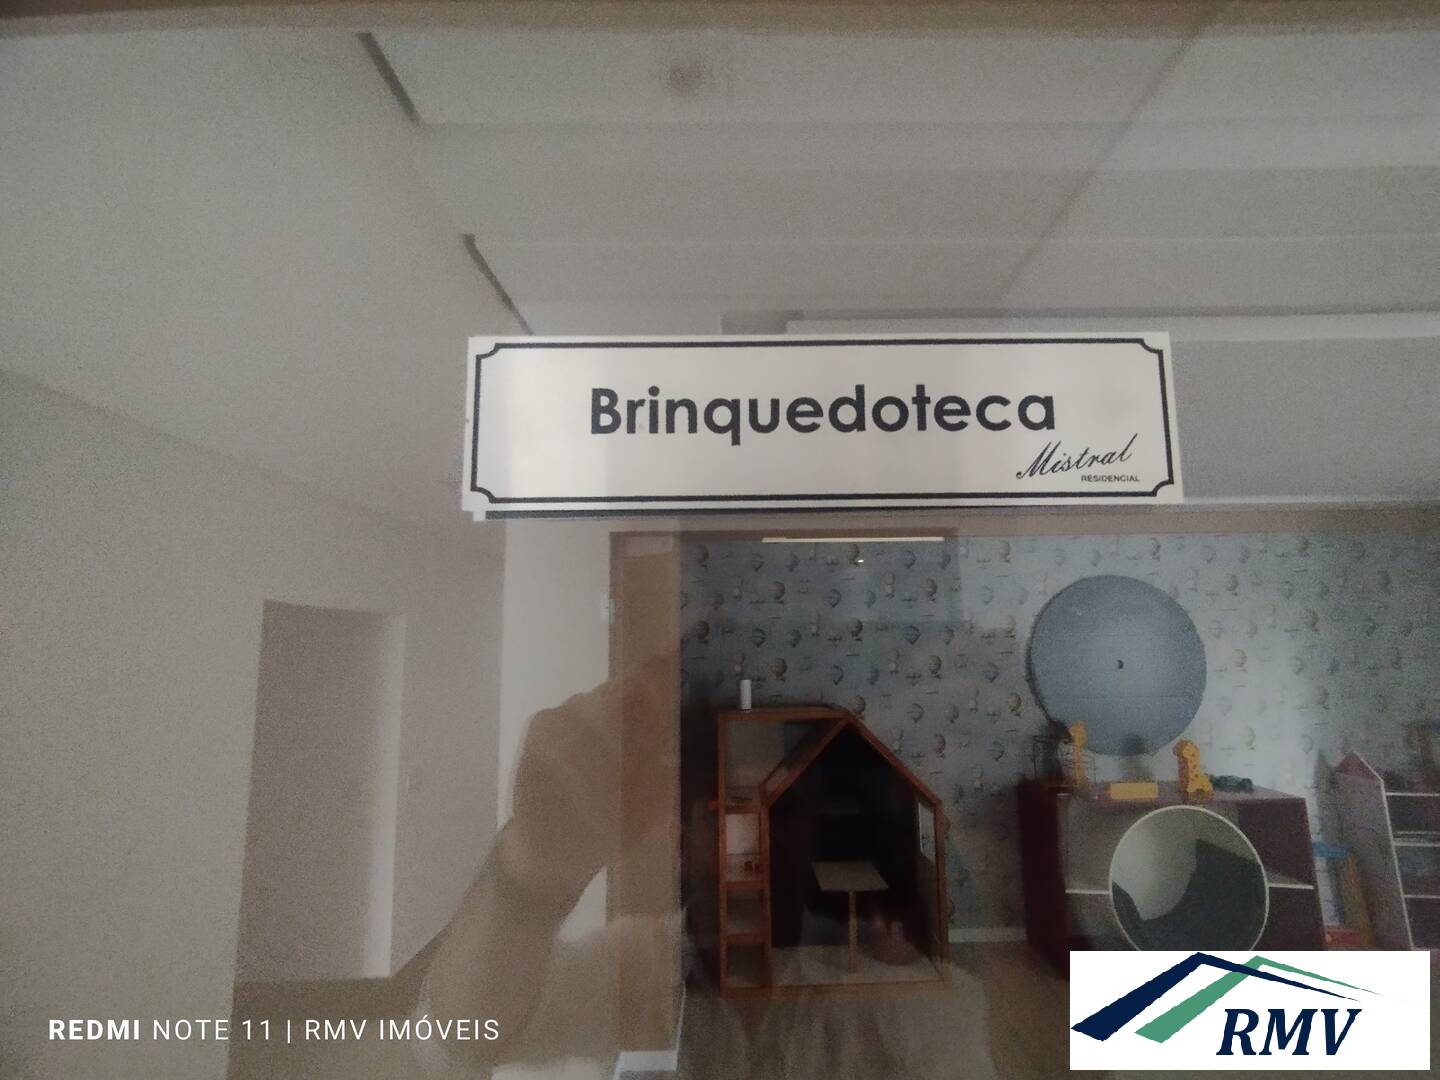 Brinquedoteca
Mistral
RESIDENCIAL
REDMI NOTE 11 | RMV IMÓVEIS
RMV